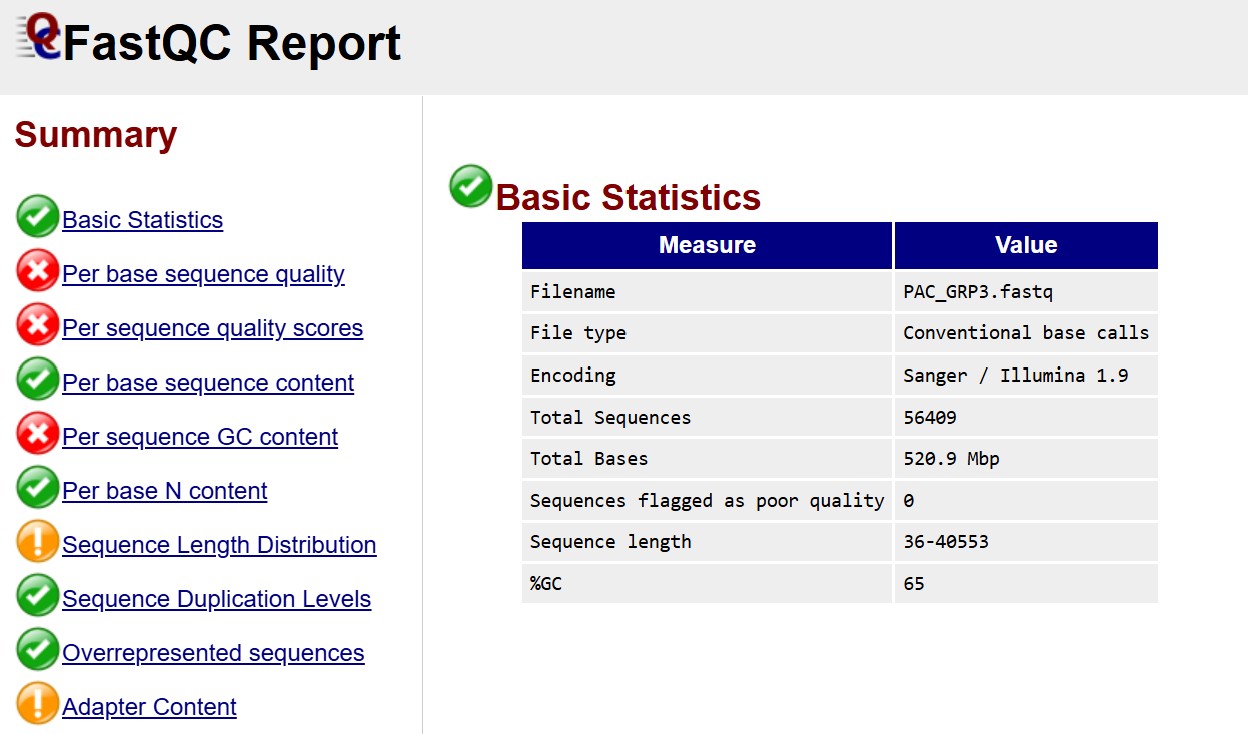 FastQC Report
Summary
Basic Statistics
Per base sequence quality
Per sequence quality scores
Per base sequence content
Per sequence GC content
Per base N content
Sequence Length Distribution
Sequence Duplication Levels
Overrepresented sequences
Adapter Content
Basic Statistics
Measure Value
Filename PAC_GRP3.fastq
File type Conventional base calls
Encoding Sanger / Illumina 1.9
Total Sequences 56409
Total Bases 520.9 Mbp
Sequences flagged as poor quality 0
Sequence length 36-40553
%GC 65